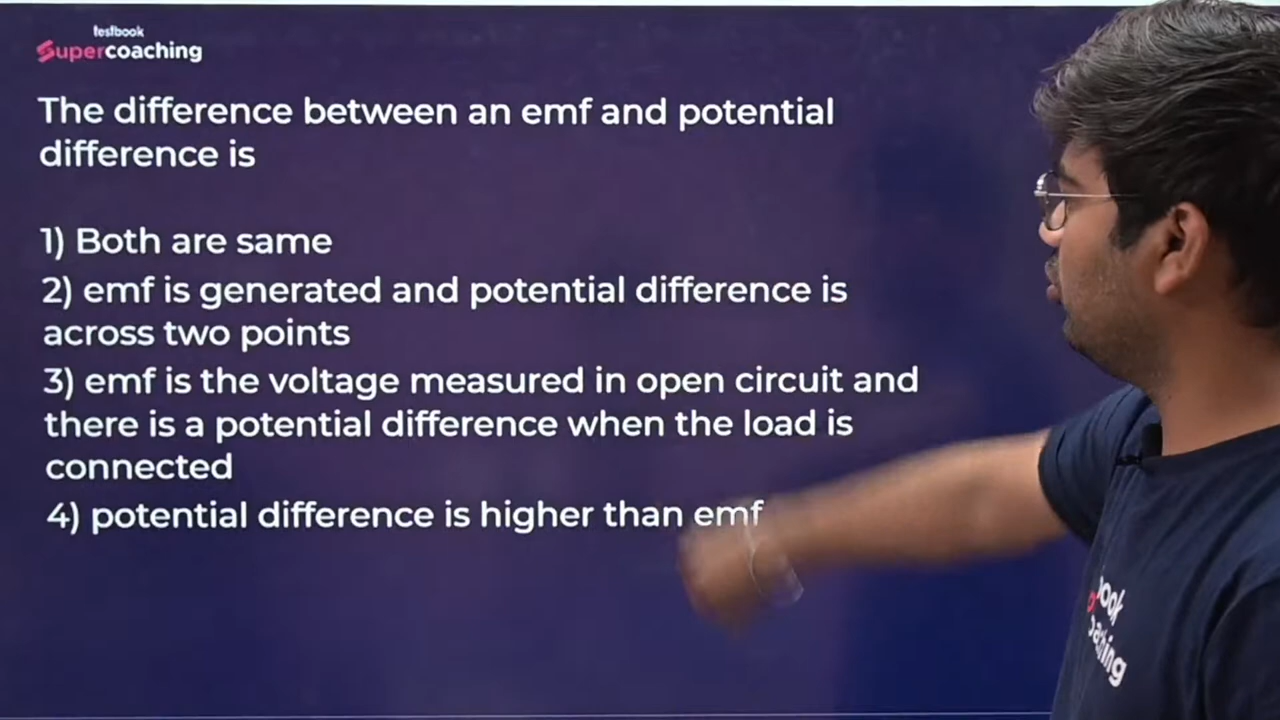 testbook
Supercoaching
The difference between an emf and potential
difference is
1) Both are same
2) emf is generated and potential difference is
across two points
3) emf is the voltage measured in open circuit and
there is a potential difference when the load is
connected
4) potential difference is higher than emf
ook
oaching